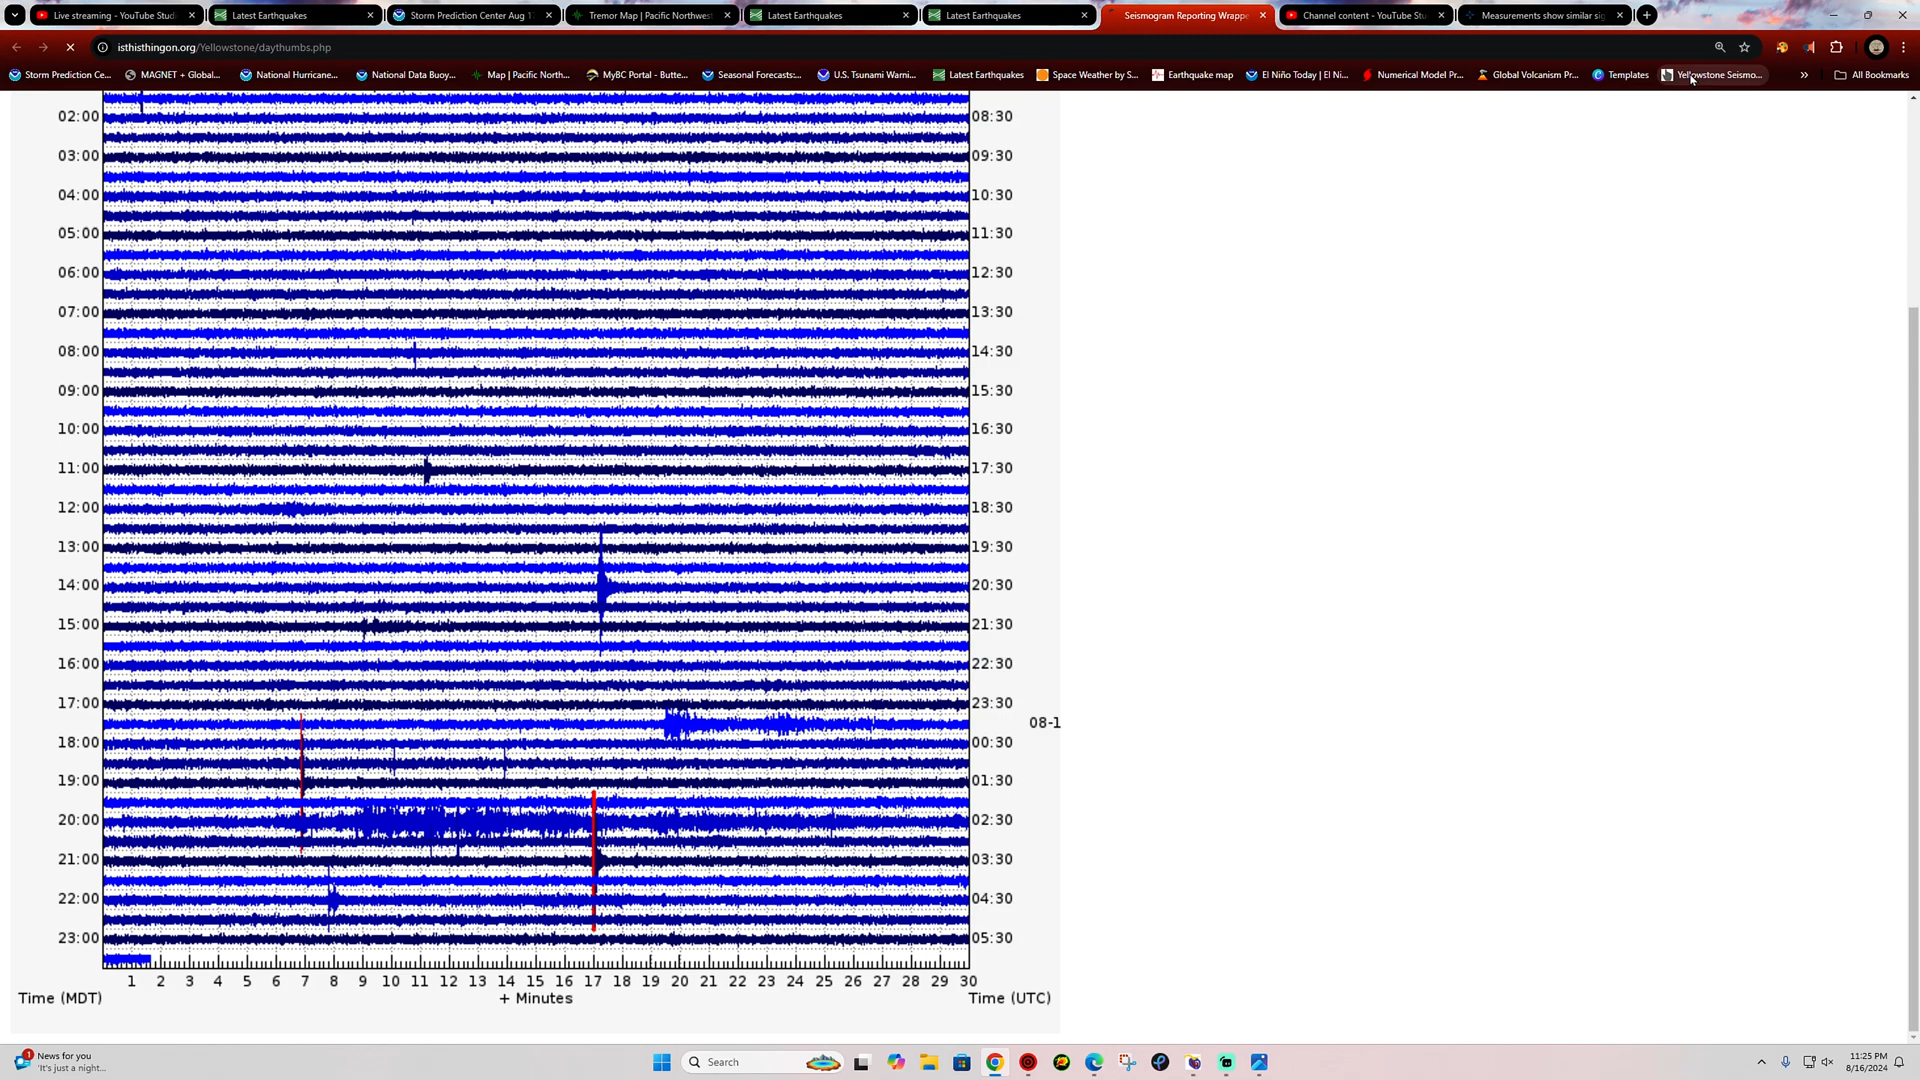 Live streaming - YouTube Studi
Latest Earthquakes
Storm Prediction Center Aug 17
Tremor Map | Pacific Northwest
Latest Earthquakes
Latest Earthquakes
Seismogram Reporting Wrappe
Channel content - YouTube Stu
Measurements show similar sig
isthisthingon.org/Yellowstone/daythumbs.php
Storm Prediction Ce...
MAGNET + Global...
National Hurricane...
National Data Buoy...
Map | Pacific North...
MyBC Portal - Butte...
Seasonal Forecasts:...
U.S. Tsunami Warni...
Latest Earthquakes
Space Weather by S...
Earthquake map
El Niño Today | El Ni...
Numerical Model Pr...
Global Volcanism Pr...
Templates
Yellowstone Seismo...
All Bookmarks
02:00 08:30
03:00 09:30
04:00 10:30
05:00 11:30
06:00 12:30
07:00 13:30
08:00 14:30
09:00 15:30
10:00 16:30
11:00 17:30
12:00 18:30
13:00 19:30
14:00 20:30
15:00 21:30
16:00 22:30
17:00 23:30
08-1
18:00 00:30
19:00 01:30
20:00 02:30
21:00 03:30
22:00 04:30
23:00 05:30
1 2 3 4 5 6 7 8 9 10 11 12 13 14 15 16 17 18 19 20 21 22 23 24 25 26 27 28 29 30
Time (MDT) + Minutes Time (UTC)
1
News for you
'It's just a night...
Search
11:25 PM
8/16/2024